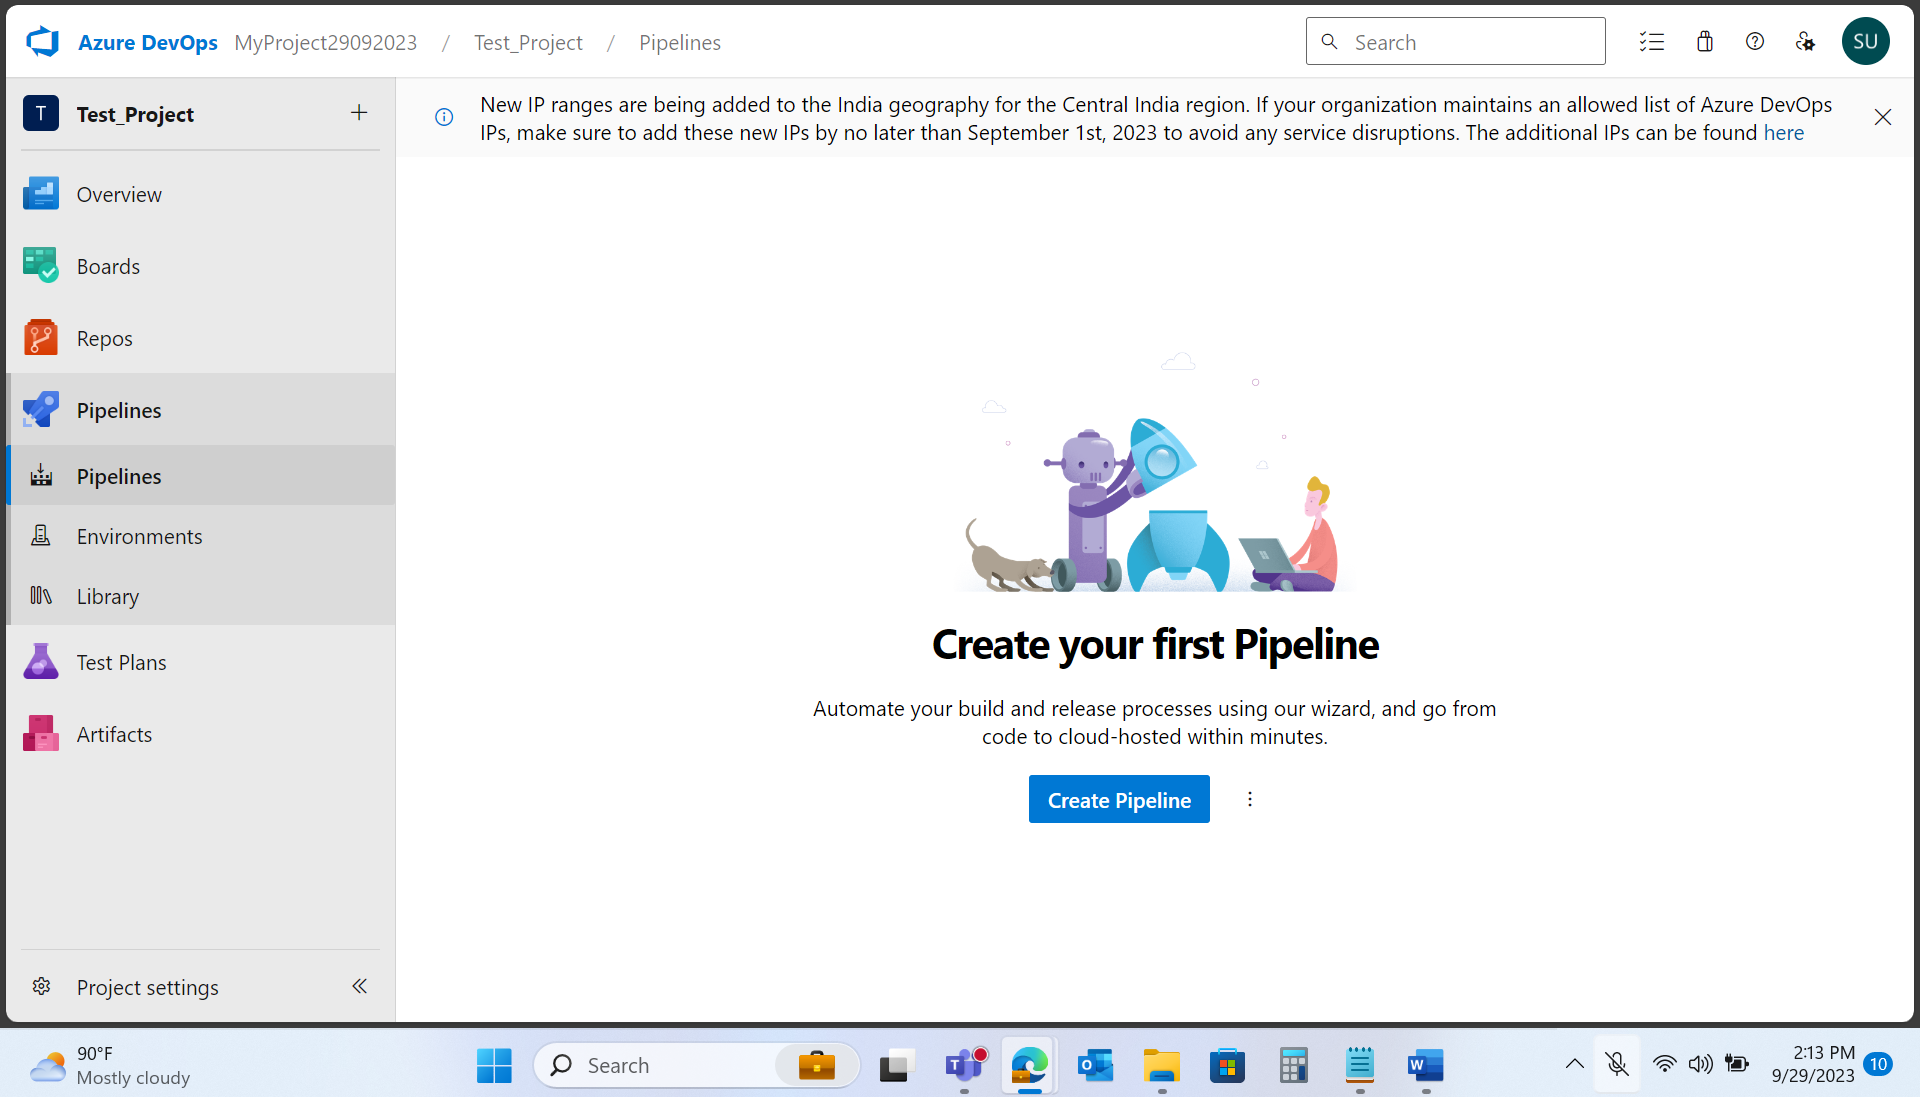 Azure DevOps MyProject29092023 / Test_Project / Pipelines
Search
SU
T Test_Project
New IP ranges are being added to the India geography for the Central India region. If your organization maintains an allowed list of Azure DevOps
IPs, make sure to add these new IPs by no later than September 1st, 2023 to avoid any service disruptions. The additional IPs can be found here
Overview
Boards
Repos
Pipelines
Pipelines
Environments
Library
Test Plans
Artifacts
Create your first Pipeline
Automate your build and release processes using our wizard, and go from
code to cloud-hosted within minutes.
Create Pipeline
Project settings
90°F
Mostly cloudy
Search
T
O
W
2:13 PM
9/29/2023
10